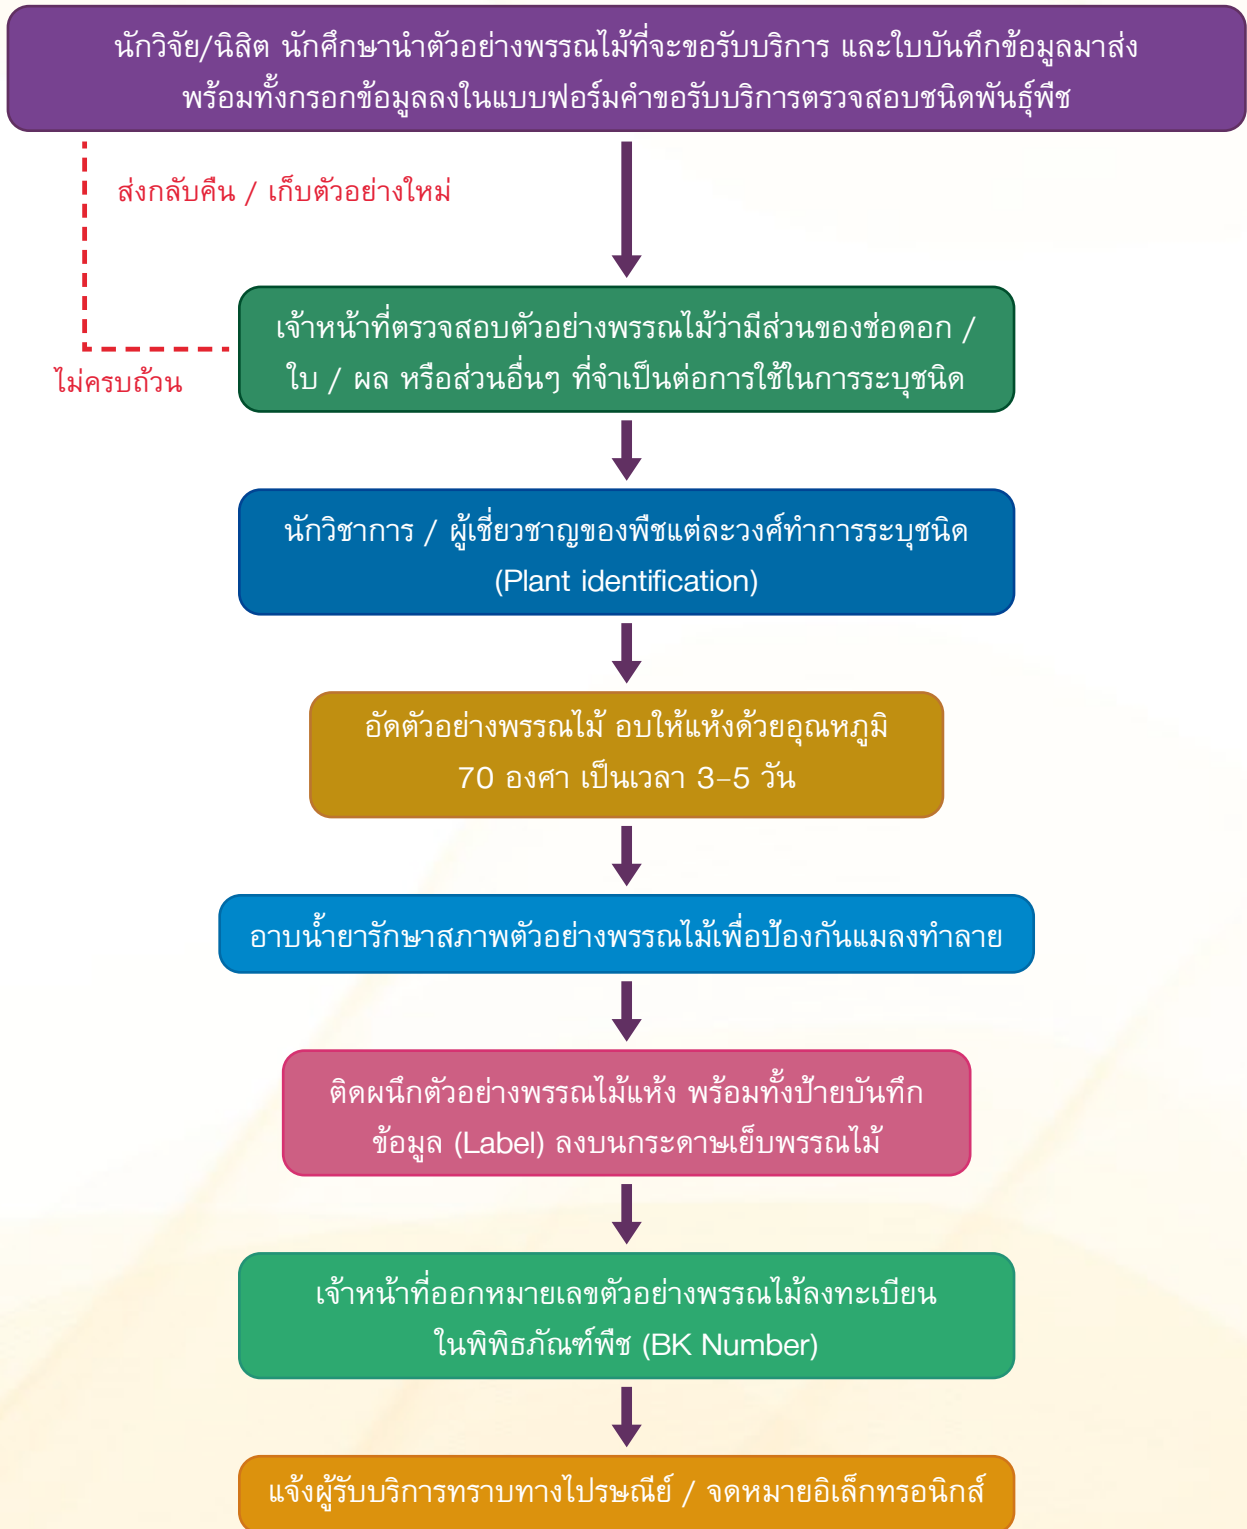 นักวิจัย/นิสิต นักศึกษานำตัวอย่างพรรณไม้ที่จะขอรับบริการ และใบบันทึกข้อมูลมาส่ง
พร้อมทั้งกรอกข้อมูลลงในแบบฟอร์มคำขอรับบริการตรวจสอบชนิดพันธุ์พืช
ส่งกลับคืน / เก็บตัวอย่างใหม่
เจ้าหน้าที่ตรวจสอบตัวอย่างพรรณไม้ว่ามีส่วนของช่อดอก /
ใบ / ผล หรือส่วนอื่นๆ ที่จำเป็นต่อการใช้ในการระบุชนิด
ไม่ครบถ้วน
นักวิชาการ / ผู้เชี่ยวชาญของพืชแต่ละวงศ์ทำการระบุชนิด
(Plant identification)
อัดตัวอย่างพรรณไม้ อบให้แห้งด้วยอุณหภูมิ
70 องศา เป็นเวลา 3-5 วัน
อาบน้ำยารักษาสภาพตัวอย่างพรรณไม้เพื่อป้องกันแมลงทำลาย
ติดผนึกตัวอย่างพรรณไม้แห้ง พร้อมทั้งป้ายบันทึก
ข้อมูล (Label) ลงบนกระดาษเย็บพรรณไม้
เจ้าหน้าที่ออกหมายเลขตัวอย่างพรรณไม้ลงทะเบียน
ในพิพิธภัณฑ์พืช (BK Number)
แจ้งผู้รับบริการทราบทางไปรษณีย์ / จดหมายอิเล็กทรอนิกส์